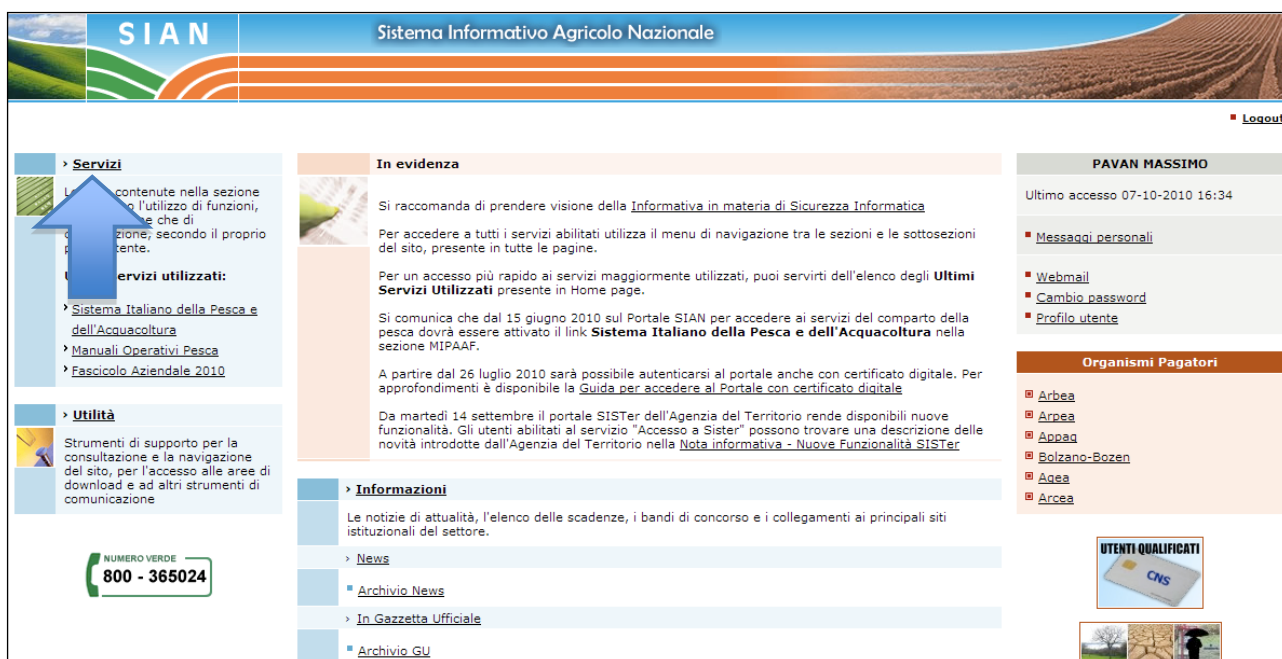 SIAN
Sistema Informativo Agricolo Nazionale
Logout
› Servizi
contenute nella sezione
l'utilizzo di funzioni,
che di
secondo il proprio
utente.
servizi utilizzati:
Sistema Italiano della Pesca e
dell'Acquacoltura
Manuali Operativi Pesca
Fascicolo Aziendale 2010
› Utilità
Strumenti di supporto per la
consultazione e la navigazione
del sito, per l'accesso alle aree di
download e ad altri strumenti di
comunicazione
NUMERO VERDE
800 - 365024
In evidenza
Si raccomanda di prendere visione della Informativa in materia di Sicurezza Informatica
Per accedere a tutti i servizi abilitati utilizza il menu di navigazione tra le sezioni e le sottosezioni
del sito, presente in tutte le pagine.
Per un accesso più rapido ai servizi maggiormente utilizzati, puoi servirti dell'elenco degli Ultimi
Servizi Utilizzati presente in Home page.
Si comunica che dal 15 giugno 2010 sul Portale SIAN per accedere ai servizi del comparto della
pesca dovrà essere attivato il link Sistema Italiano della Pesca e dell'Acquacoltura nella
sezione MIPAAF.
A partire dal 26 luglio 2010 sarà possibile autenticarsi al portale anche con certificato digitale. Per
approfondimenti è disponibile la Guida per accedere al Portale con certificato digitale
Da martedì 14 settembre il portale SISTer dell'Agenzia del Territorio rende disponibili nuove
funzionalità. Gli utenti abilitati al servizio "Accesso a Sister" possono trovare una descrizione delle
novità introdotte dall'Agenzia del Territorio nella Nota informativa - Nuove Funzionalità SISTer
› Informazioni
Le notizie di attualità, l'elenco delle scadenze, i bandi di concorso e i collegamenti ai principali siti
istituzionali del settore.
› News
Archivio News
› In Gazzetta Ufficiale
Archivio GU
PAVAN MASSIMO
Ultimo accesso 07-10-2010 16:34
Messaggi personali
Webmail
Cambio password
Profilo utente
Organismi Pagatori
Arbea
Arpea
Appag
Bolzano-Bozen
Agea
Arcea
UTENTI QUALIFICATI
CNS